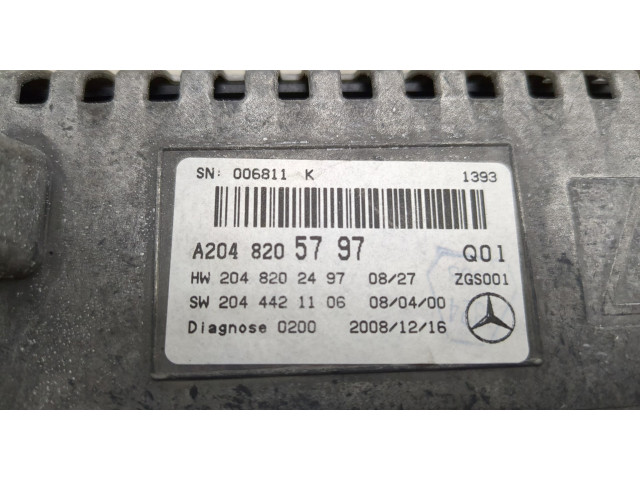 SN: 006811 K 1393
A204 820 57 97 Q01
HW 204 820 24 97 08/27 ZGS001
SW 204 442 11 06 08/04/00
Diagnose 0200 2008/12/16